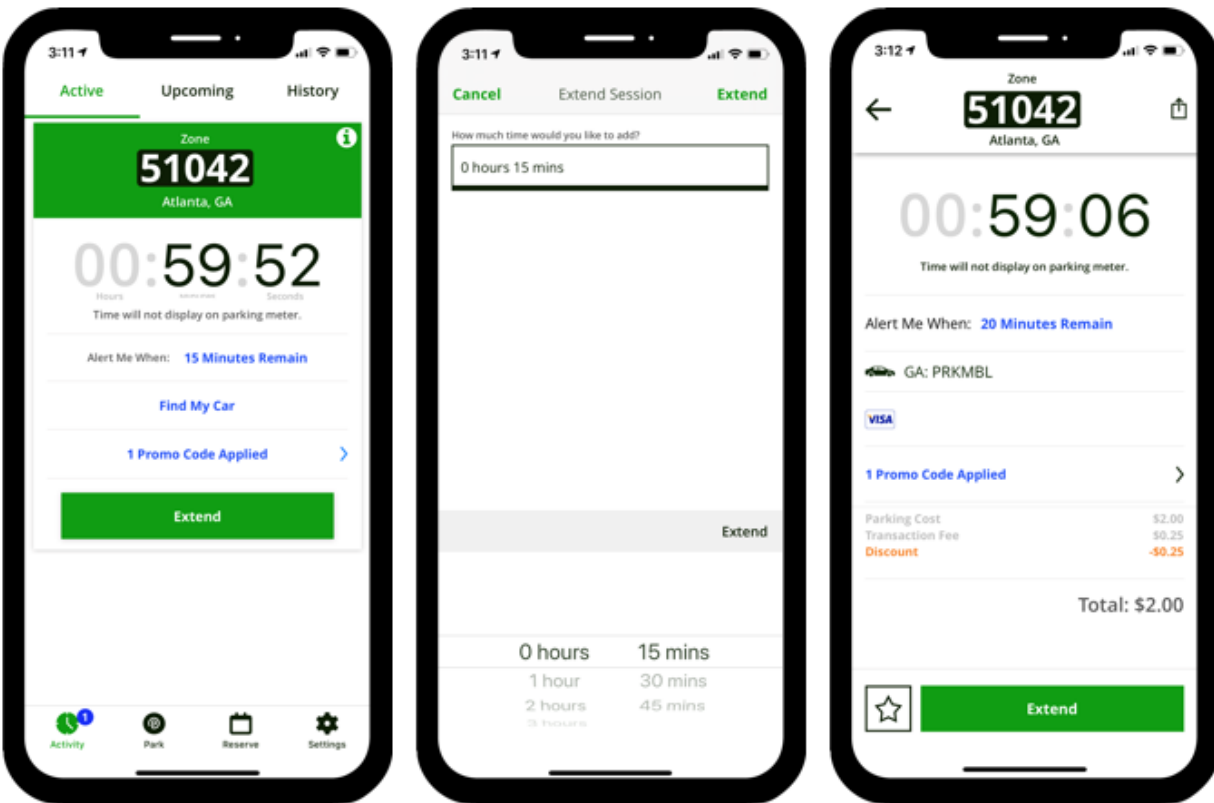 3:11
Active Upcoming History
Zone
51042
Atlanta, GA
00:59:52
Hours Seconds
Time will not display on parking meter.
Alert Me When: 15 Minutes Remain
Find My Car
1 Promo Code Applied
Extend
1
Activity Park Reserve Settings
3:11
Cancel Extend Session Extend
How much time would you like to add?
0 hours 15 mins
Extend
0 hours 15 mins
1 hour 30 mins
2 hours 45 mins
3 hours
3:12
Zone
51042
Atlanta, GA
00:59:06
Time will not display on parking meter.
Alert Me When: 20 Minutes Remain
GA: PRKMBL
VISA
1 Promo Code Applied
Parking Cost $2.00
Transaction Fee $0.25
Discount -$0.25
Total: $2.00
Extend